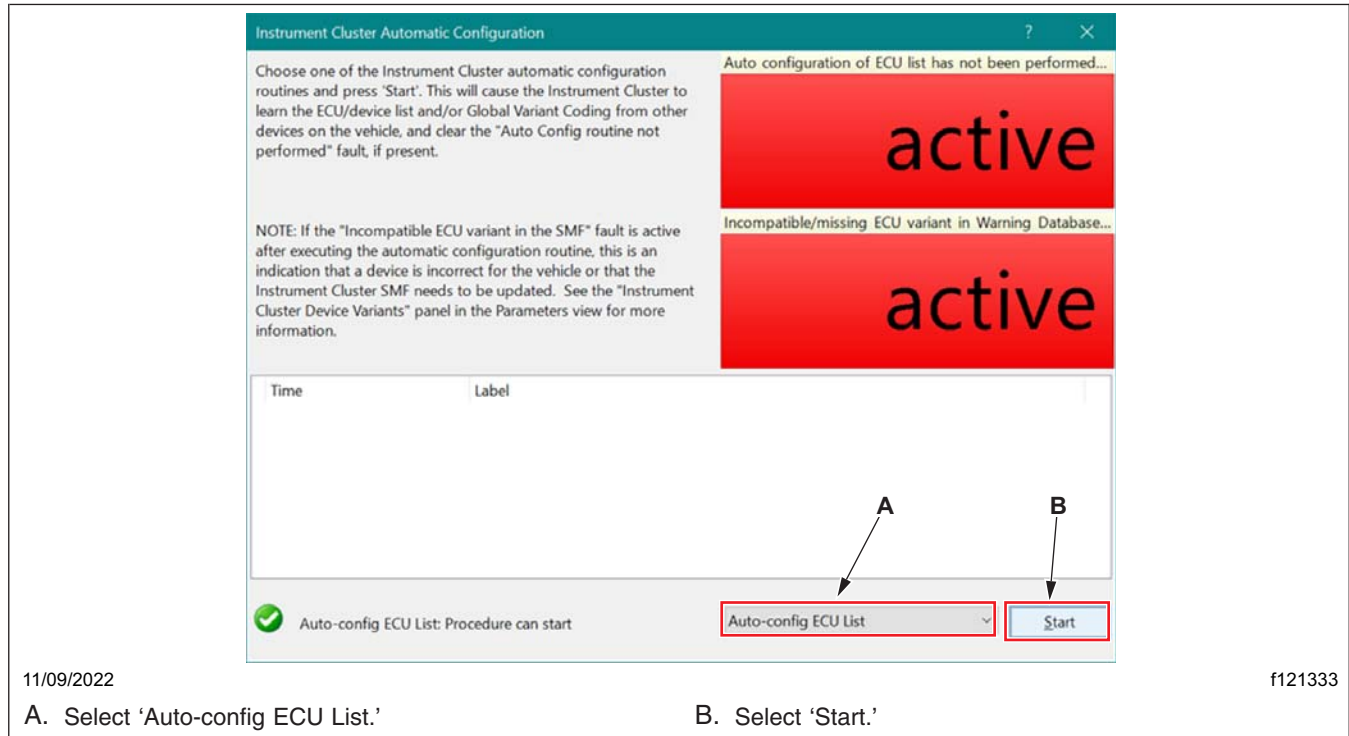 Instrument Cluster Automatic Configuration ? ×
Choose one of the Instrument Cluster automatic configuration
routines and press 'Start'. This will cause the Instrument Cluster to
learn the ECU/device list and/or Global Variant Coding from other
devices on the vehicle, and clear the "Auto Config routine not
performed" fault, if present.
NOTE: If the "Incompatible ECU variant in the SMF" fault is active
after executing the automatic configuration routine, this is an
indication that a device is incorrect for the vehicle or that the
Instrument Cluster SMF needs to be updated. See the "Instrument
Cluster Device Variants" panel in the Parameters view for more
information.
Auto configuration of ECU list has not been performed...
active
Incompatible/missing ECU variant in Warning Database...
active
Time Label
A B
Auto-config ECU List: Procedure can start
Auto-config ECU List
Start
11/09/2022 f121333
A. Select ‘Auto-config ECU List.’ B. Select ‘Start.’